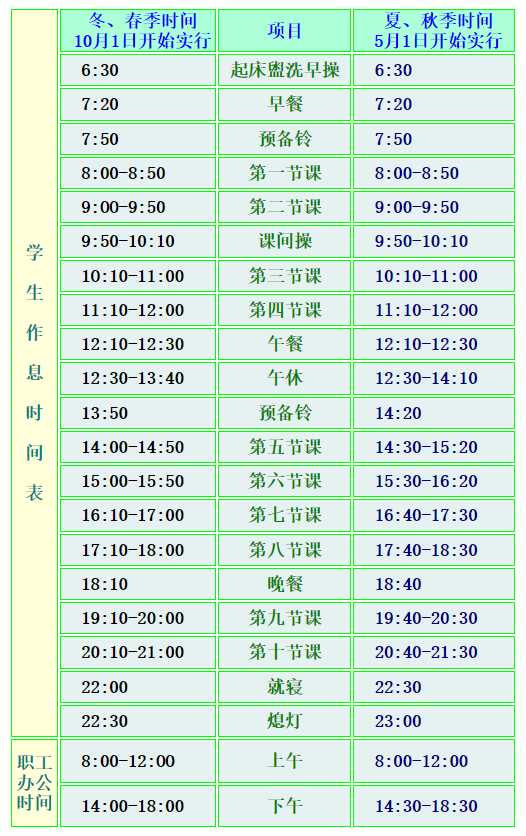 冬、春季时间 项目 夏、秋季时间
10月1日开始实行 5月1日开始实行
学生作息时间表
6:30 起床盥洗早操 6:30
7:20 早餐 7:20
7:50 预备铃 7:50
8:00-8:50 第一节课 8:00-8:50
9:00-9:50 第二节课 9:00-9:50
9:50-10:10 课间操 9:50-10:10
10:10-11:00 第三节课 10:10-11:00
11:10-12:00 第四节课 11:10-12:00
12:10-12:30 午餐 12:10-12:30
12:30-13:40 午休 12:30-14:10
13:50 预备铃 14:20
14:00-14:50 第五节课 14:30-15:20
15:00-15:50 第六节课 15:30-16:20
16:10-17:00 第七节课 16:40-17:30
17:10-18:00 第八节课 17:40-18:30
18:10 晚餐 18:40
19:10-20:00 第九节课 19:40-20:30
20:10-21:00 第十节课 20:40-21:30
22:00 就寝 22:30
22:30 熄灯 23:00
职工
办公
时间
8:00-12:00 上午 8:00-12:00
14:00-18:00 下午 14:30-18:30